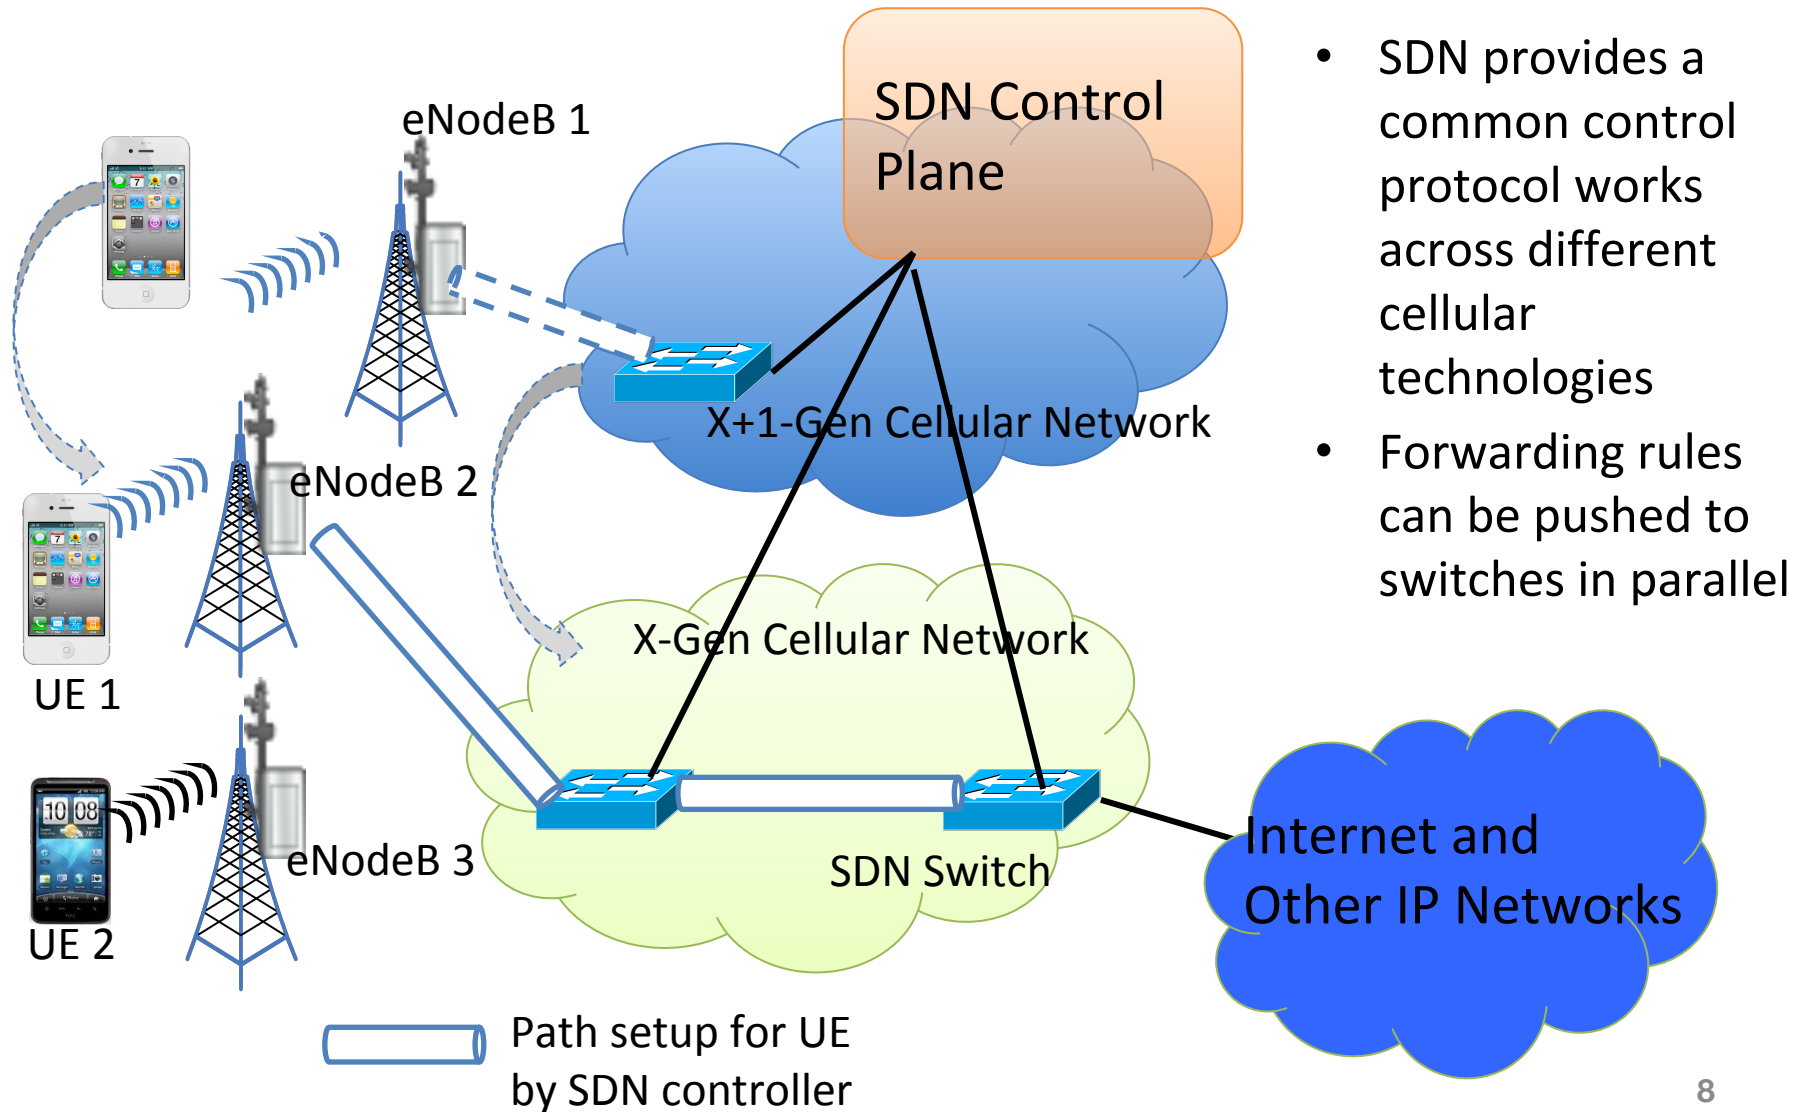 eNodeB 1
SDN Control
Plane
X+1-Gen Cellular Network
eNodeB 2
UE 1
X-Gen Cellular Network
eNodeB 3
UE 2
10 08
SDN Switch
Internet and
Other IP Networks
Path setup for UE
by SDN controller
• SDN provides a
common control
protocol works
across different
cellular
technologies
• Forwarding rules
can be pushed to
switches in parallel
8